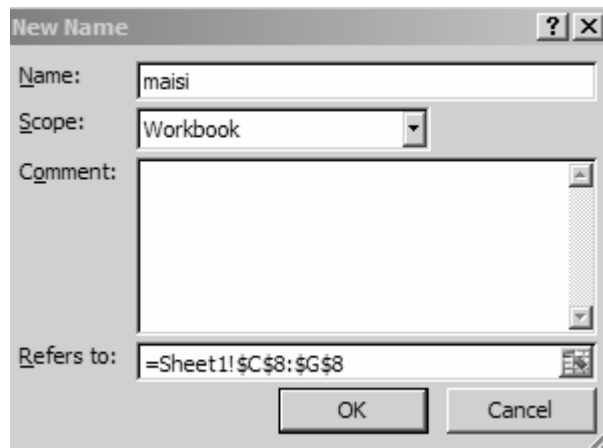 New Name
Name: maisi
Scope: Workbook
Comment:
Refers to: =Sheet1!$C$8:$G$8
OK Cancel